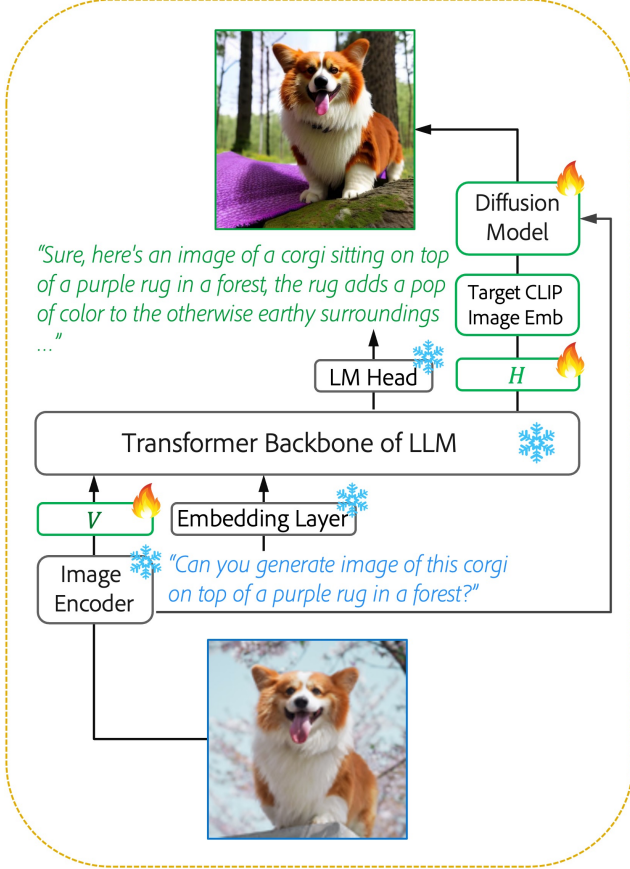 Diffusion
Model
"Sure, here's an image of a corgi sitting on top
of a purple rug in a forest, the rug adds a pop
of color to the otherwise earthy surroundings
..."
Target CLIP
Image Emb
LM Head
H
Transformer Backbone of LLM
V
Embedding Layer
Image
Encoder
"Can you generate image of this corgi
on top of a purple rug in a forest?"